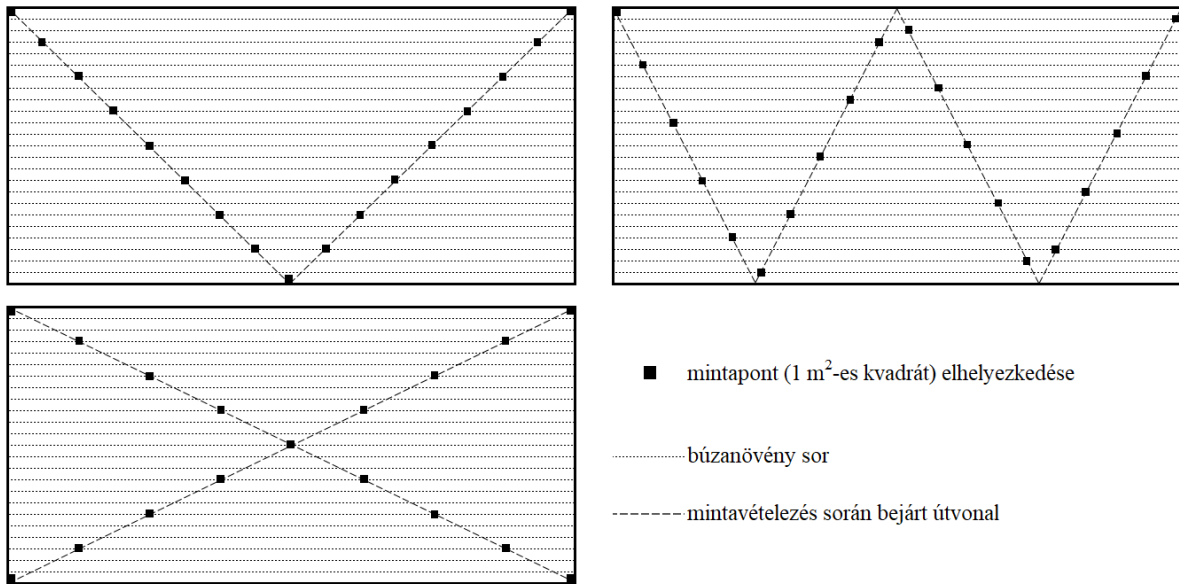 mintapont (1 m²-es kvadrát) elhelyezkedése
búzanövény sor
mintavételezés során bejárt útvonal